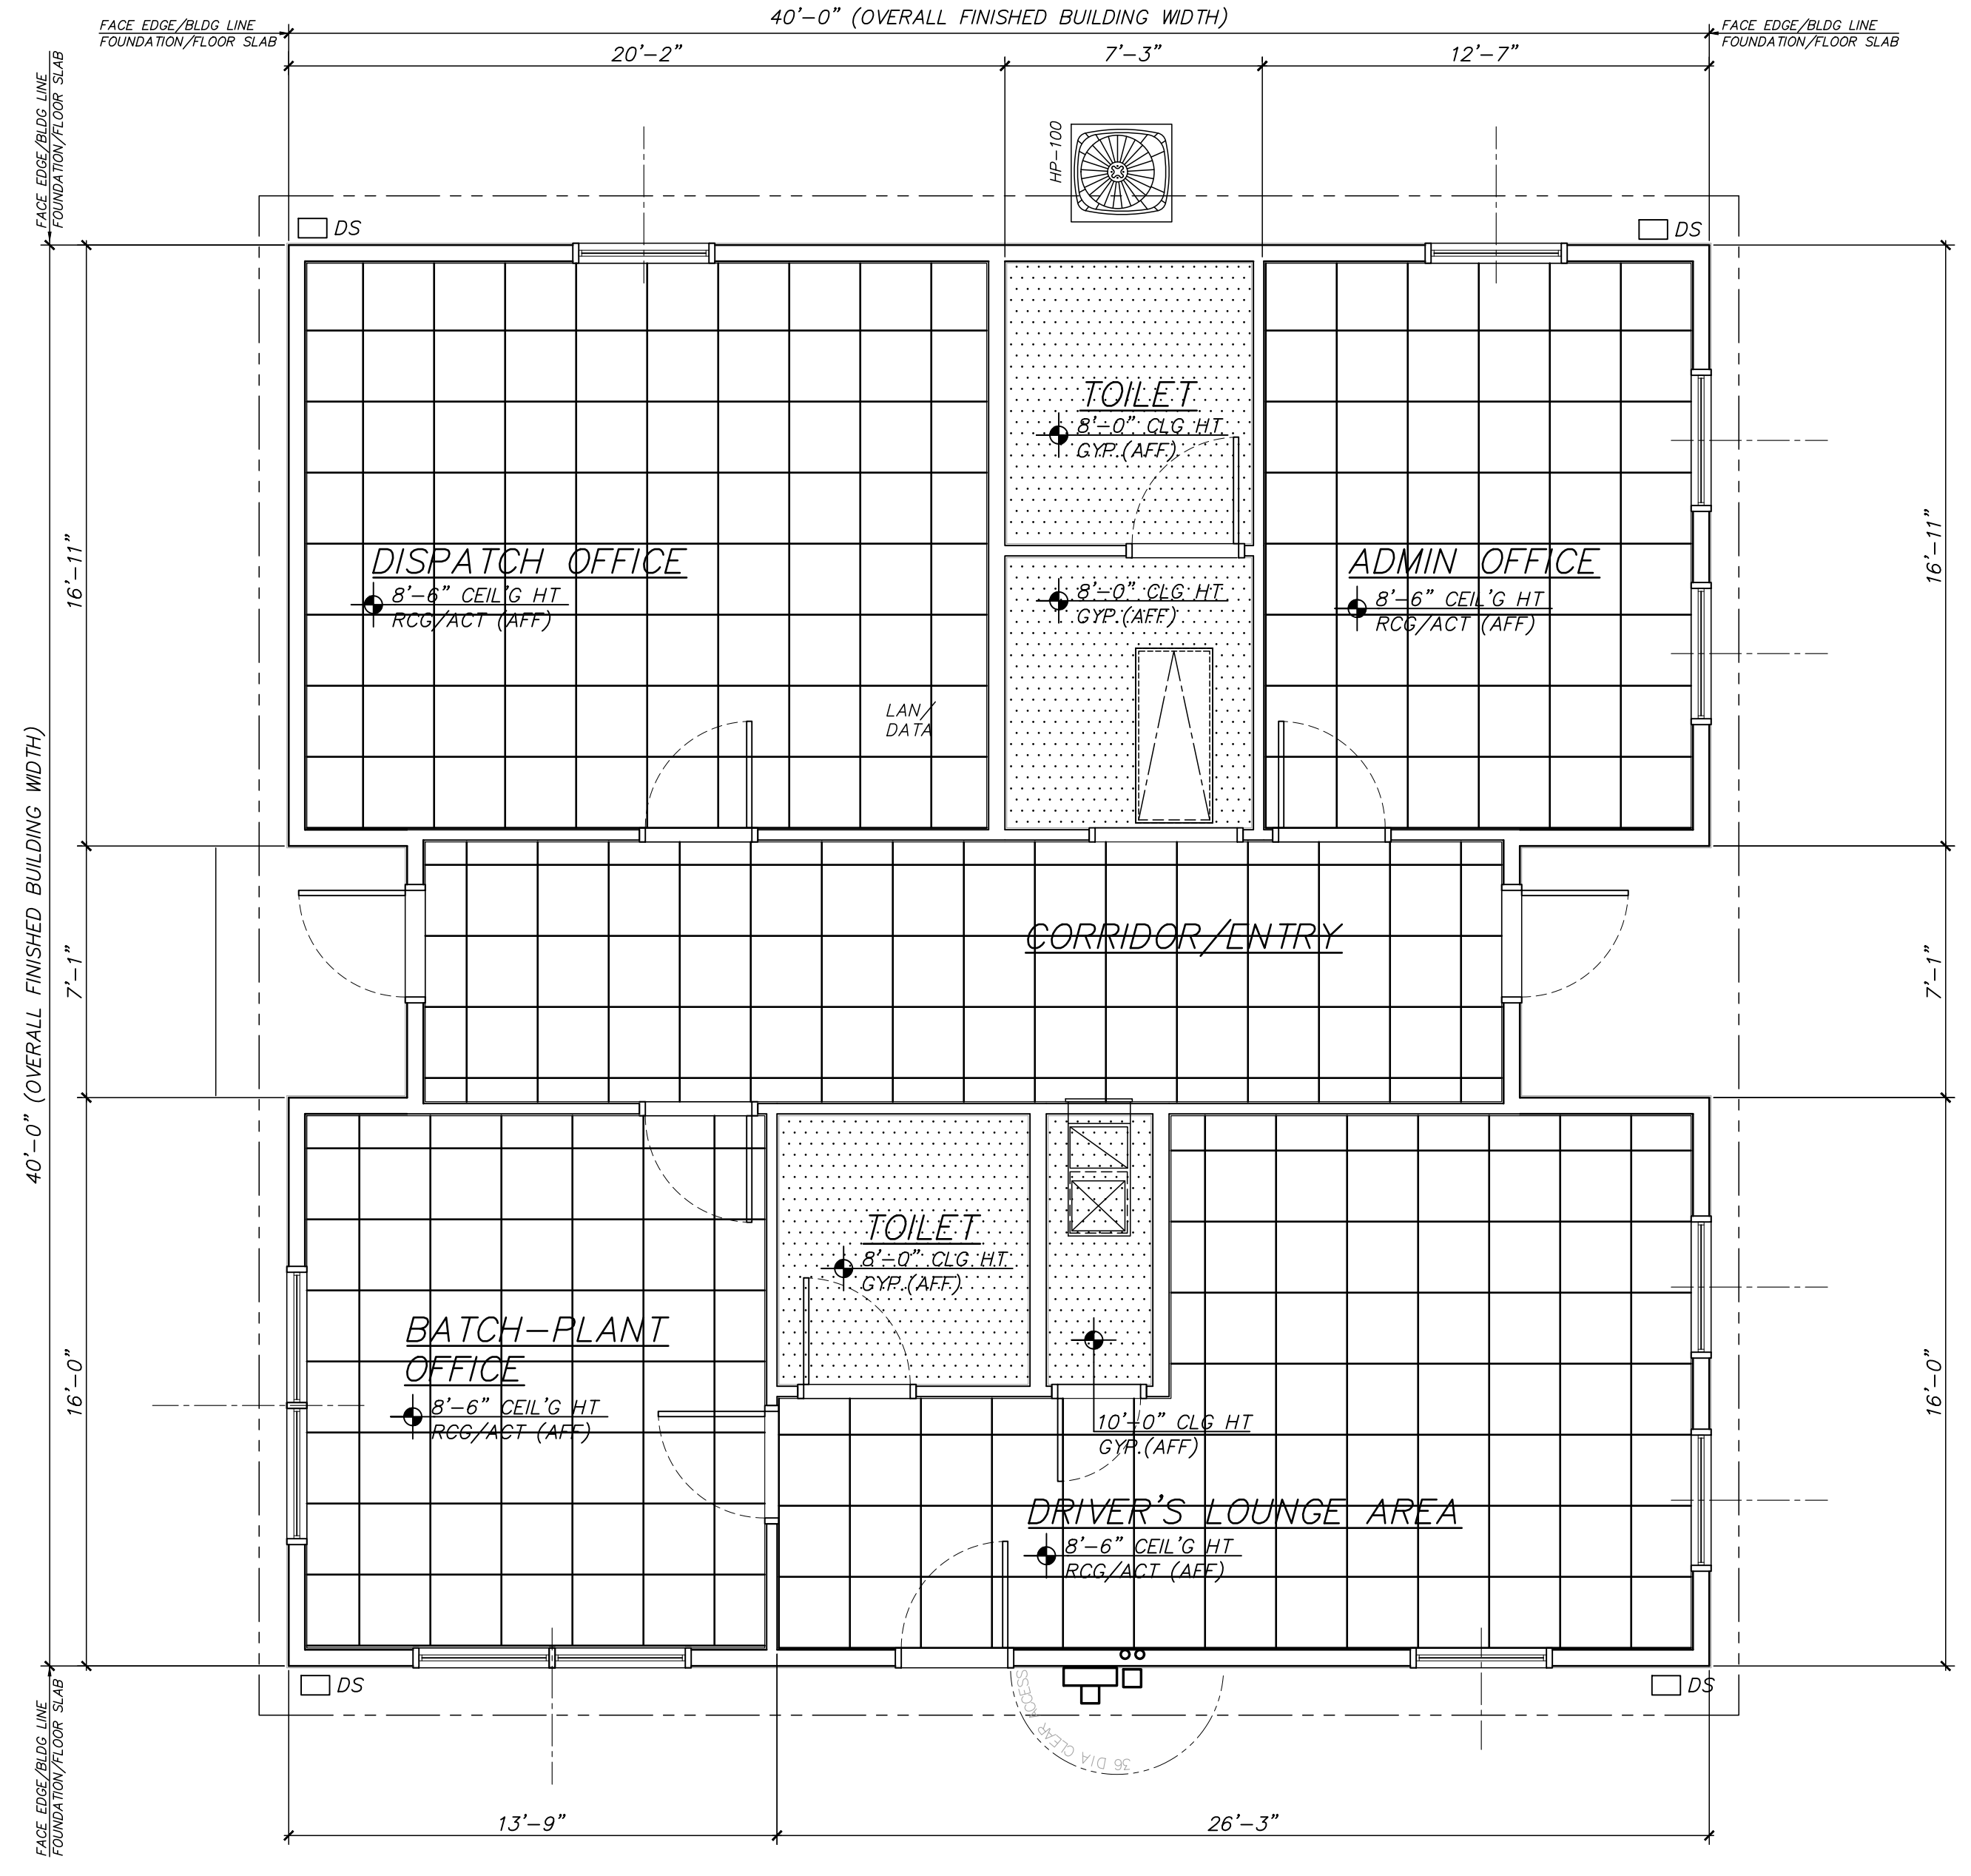 40'-0" (OVERALL FINISHED BUILDING WIDTH)
FACE EDGE/BLDG LINE
FOUNDATION/FLOOR SLAB
FACE EDGE/BLDG LINE
FOUNDATION/FLOOR SLAB
20'-2"
7'-3"
12'-7"
FACE EDGE/BLDG LINE
FOUNDATION/FLOOR SLAB
HP-100
DS
DS
TOILET
8'-0" CLG HT
GYP.(AFF)
DISPATCH OFFICE
8'-6" CEIL'G HT
RCG/ACT (AFF)
8'-0" CLG HT
GYP.(AFF)
ADMIN OFFICE
8'-6" CEIL'G HT
RCG/ACT (AFF)
16'-11"
16'-11"
LAN/
DATA
40'-0" (OVERALL FINISHED BUILDING WIDTH)
7'-1"
CORRIDOR/ENTRY
7'-1"
TOILET
8'-0" CLG HT
GYP.(AFF)
BATCH-PLANT
OFFICE
8'-6" CEIL'G HT
RCG/ACT (AFF)
16'-0"
16'-0"
10'-0" CLG HT
GYP.(AFF)
DRIVER'S LOUNGE AREA
8'-6" CEIL'G HT
RCG/ACT (AFF)
DS
DS
36 DIA CLEAR ACCESS
FACE EDGE/BLDG LINE
FOUNDATION/FLOOR SLAB
13'-9"
26'-3"